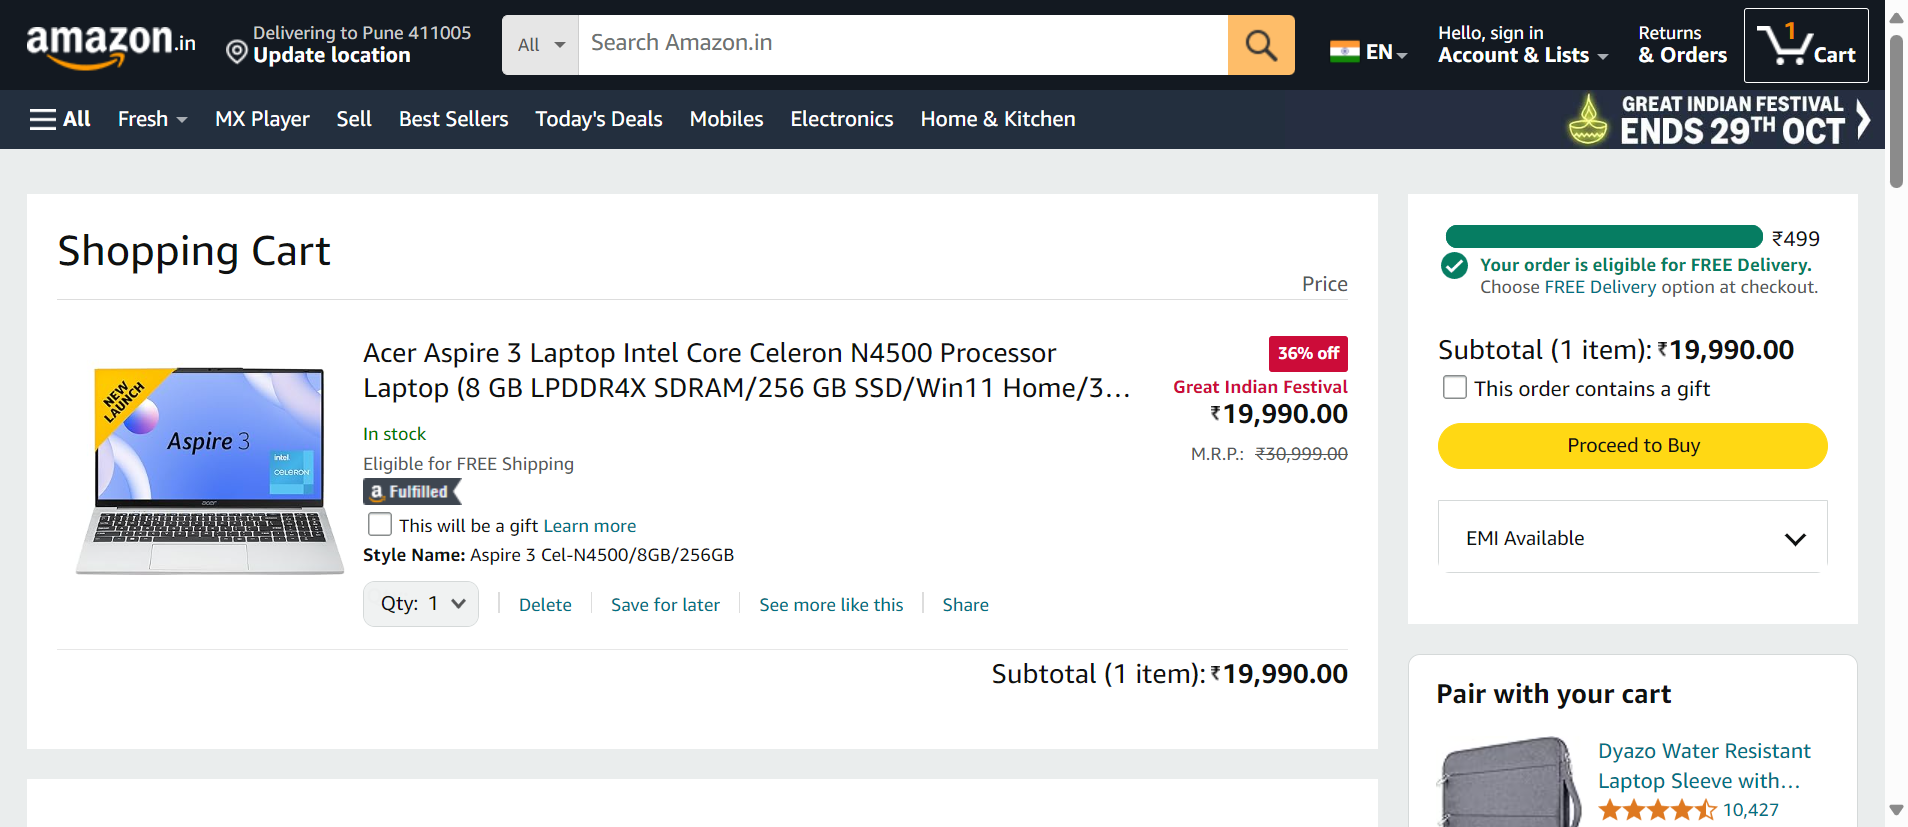 amazon.in
Delivering to Pune 411005
Update location
All
Search Amazon.in
EN
Hello, sign in
Account & Lists
Returns
& Orders
1
Cart
All
Fresh
MX Player
Sell
Best Sellers
Today's Deals
Mobiles
Electronics
Home & Kitchen
GREAT INDIAN FESTIVAL
ENDS 29TH OCT
Shopping Cart
Price
NEW
LAUNCH
Aspire 3
intel
CELERON
acer
Acer Aspire 3 Laptop Intel Core Celeron N4500 Processor
Laptop (8 GB LPDDR4X SDRAM/256 GB SSD/Win11 Home/3…
In stock
Eligible for FREE Shipping
a Fulfilled
This will be a gift Learn more
Style Name: Aspire 3 Cel-N4500/8GB/256GB
Qty: 1
Delete
Save for later
See more like this
Share
36% off
Great Indian Festival
₹19,990.00
M.R.P.: ₹30,999.00
Subtotal (1 item): ₹19,990.00
₹499
Your order is eligible for FREE Delivery.
Choose FREE Delivery option at checkout.
Subtotal (1 item): ₹19,990.00
This order contains a gift
Proceed to Buy
EMI Available
Pair with your cart
Dyazo Water Resistant
Laptop Sleeve with…
10,427